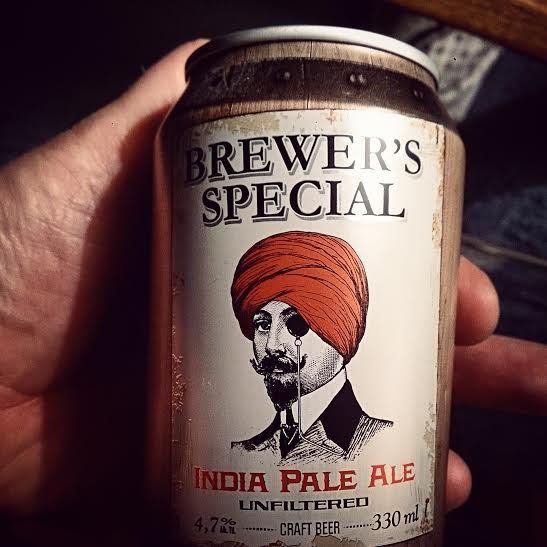 BREWER'S
SPECIAL
INDIA PALE ALE
UNFILTERED
4,7% CRAFT BEER 330 ml